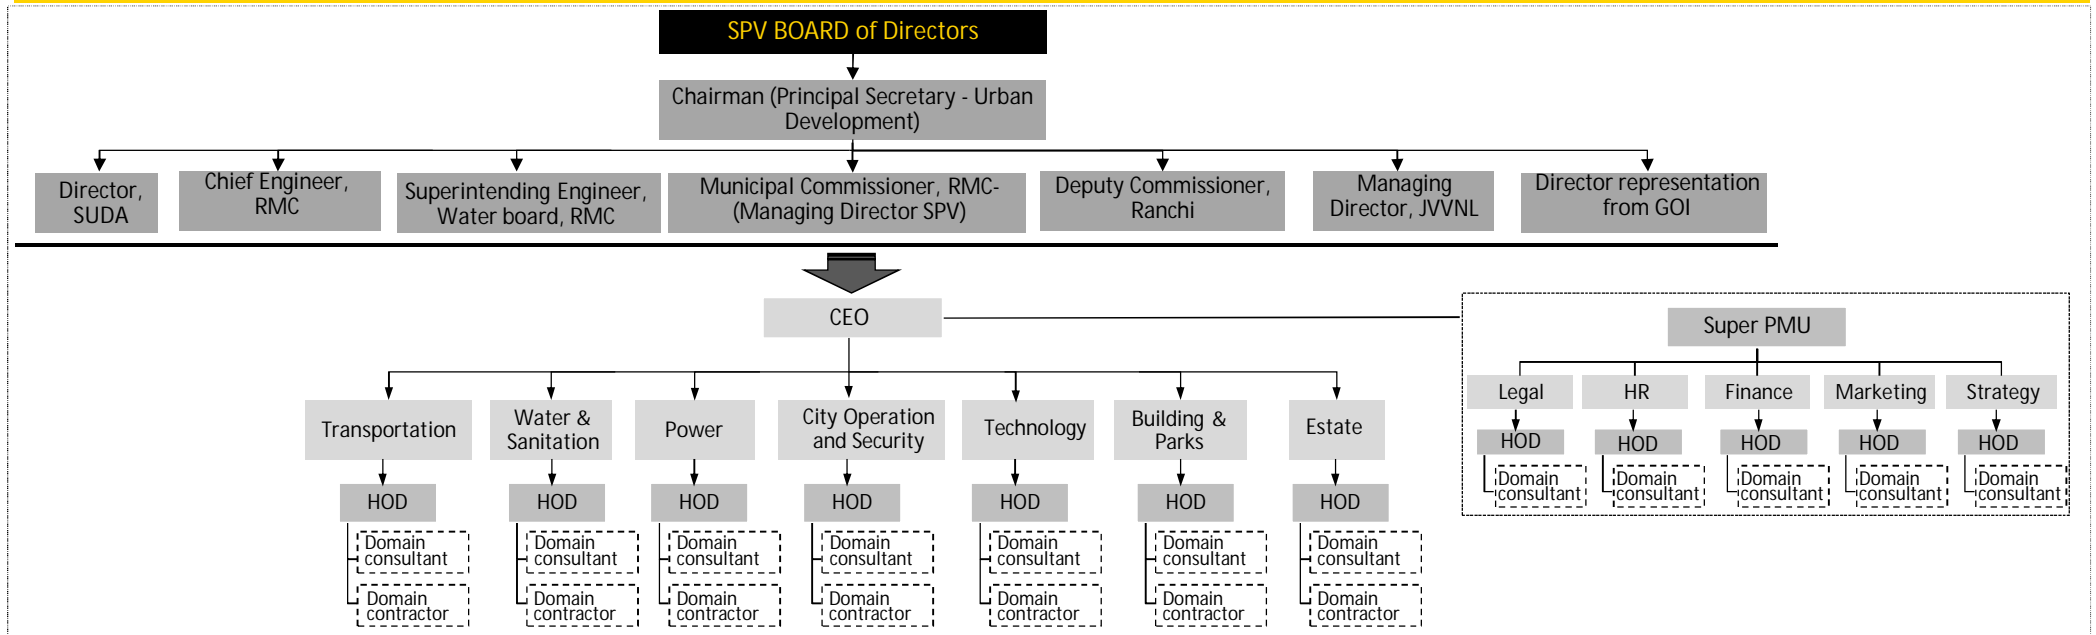 SPV BOARD of Directors
Chairman (Principal Secretary - Urban
Development)
Director,
SUDA
Chief Engineer,
RMC
Superintending Engineer,
Water board, RMC
Municipal Commissioner, RMC-
(Managing Director SPV)
Deputy Commissioner,
Ranchi
Managing
Director, JVVNL
Director representation
from GOI
CEO
Transportation
Water &
Sanitation
Power
City Operation
and Security
Technology
Building &
Parks
Estate
HOD
HOD
HOD
HOD
HOD
HOD
HOD
Domain
consultant
Domain
consultant
Domain
consultant
Domain
consultant
Domain
consultant
Domain
consultant
Domain
consultant
Domain
contractor
Domain
contractor
Domain
contractor
Domain
contractor
Domain
contractor
Domain
contractor
Domain
contractor
Super PMU
Legal
HR
Finance
Marketing
Strategy
HOD
HOD
HOD
HOD
HOD
Domain
consultant
Domain
consultant
Domain
consultant
Domain
consultant
Domain
consultant